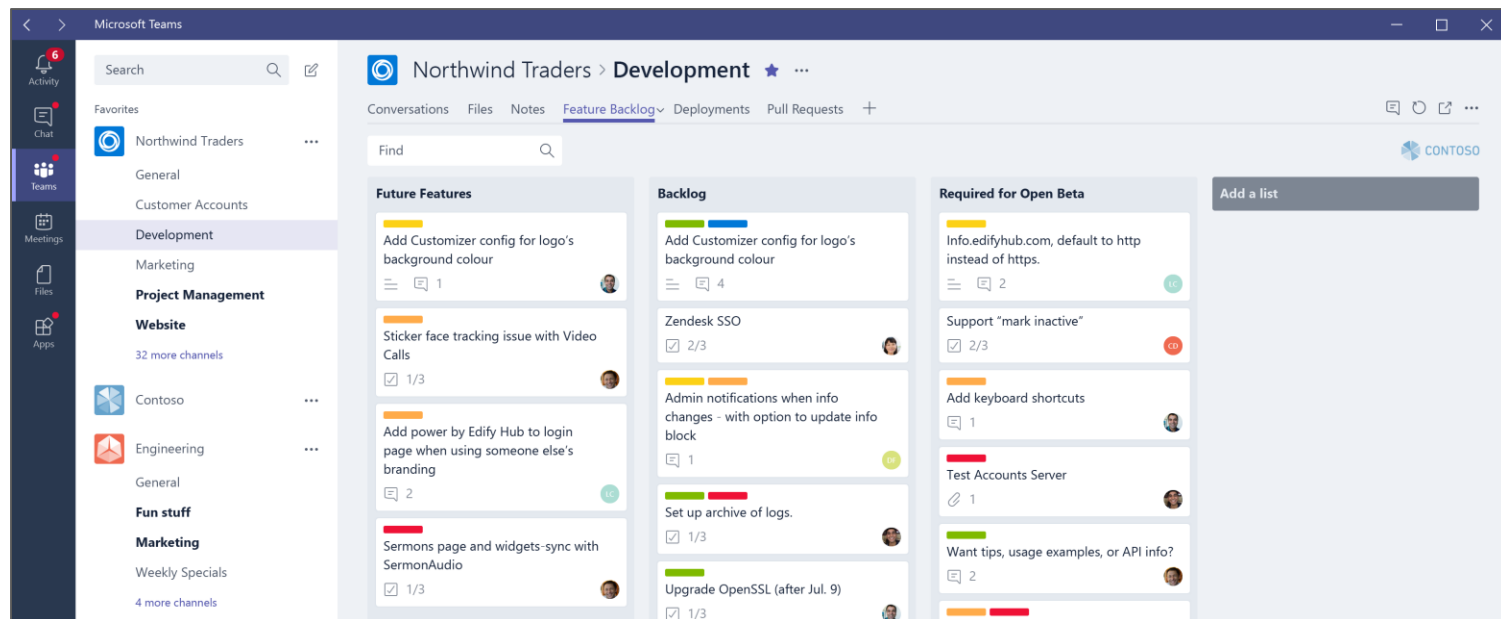 Microsoft Teams
6
Activity
Chat
Teams
Meetings
Files
Apps
Search
Favorites
Northwind Traders
General
Customer Accounts
Development
Marketing
Project Management
Website
32 more channels
Contoso
Engineering
General
Fun stuff
Marketing
Weekly Specials
4 more channels
Northwind Traders > Development
Conversations Files Notes Feature Backlog Deployments Pull Requests
Find
CONTOSO
Future Features
Add Customizer config for logo's
background colour
1
Sticker face tracking issue with Video
Calls
1/3
Add power by Edify Hub to login
page when using someone else's
branding
2
LC
Sermons page and widgets-sync with
SermonAudio
1/3
Backlog
Add Customizer config for logo's
background colour
4
Zendesk SSO
2/3
Admin notifications when info
changes - with option to update info
block
1
DF
Set up archive of logs.
1/3
Upgrade OpenSSL (after Jul. 9)
1/3
Required for Open Beta
Info.edifyhub.com, default to http
instead of https.
2
LC
Support "mark inactive"
2/3
CD
Add keyboard shortcuts
1
Test Accounts Server
1
Want tips, usage examples, or API info?
2
Add a list